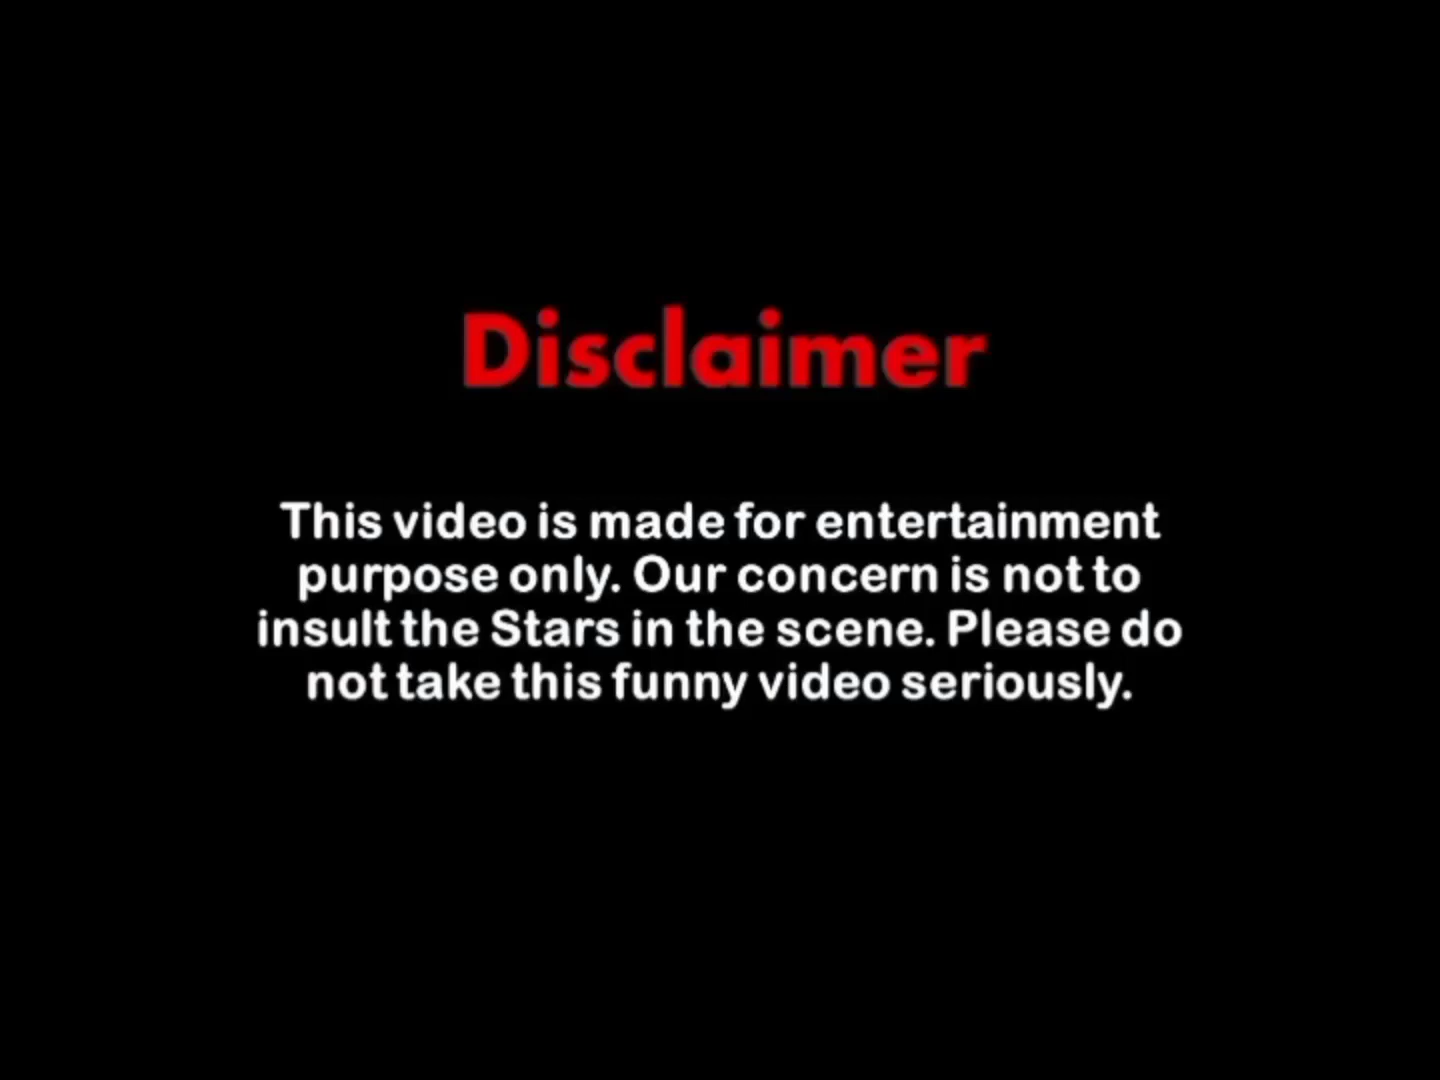 Disclaimer
This video is made for entertainment
purpose only. Our concern is not to
insult the Stars in the scene. Please do
not take this funny video seriously.